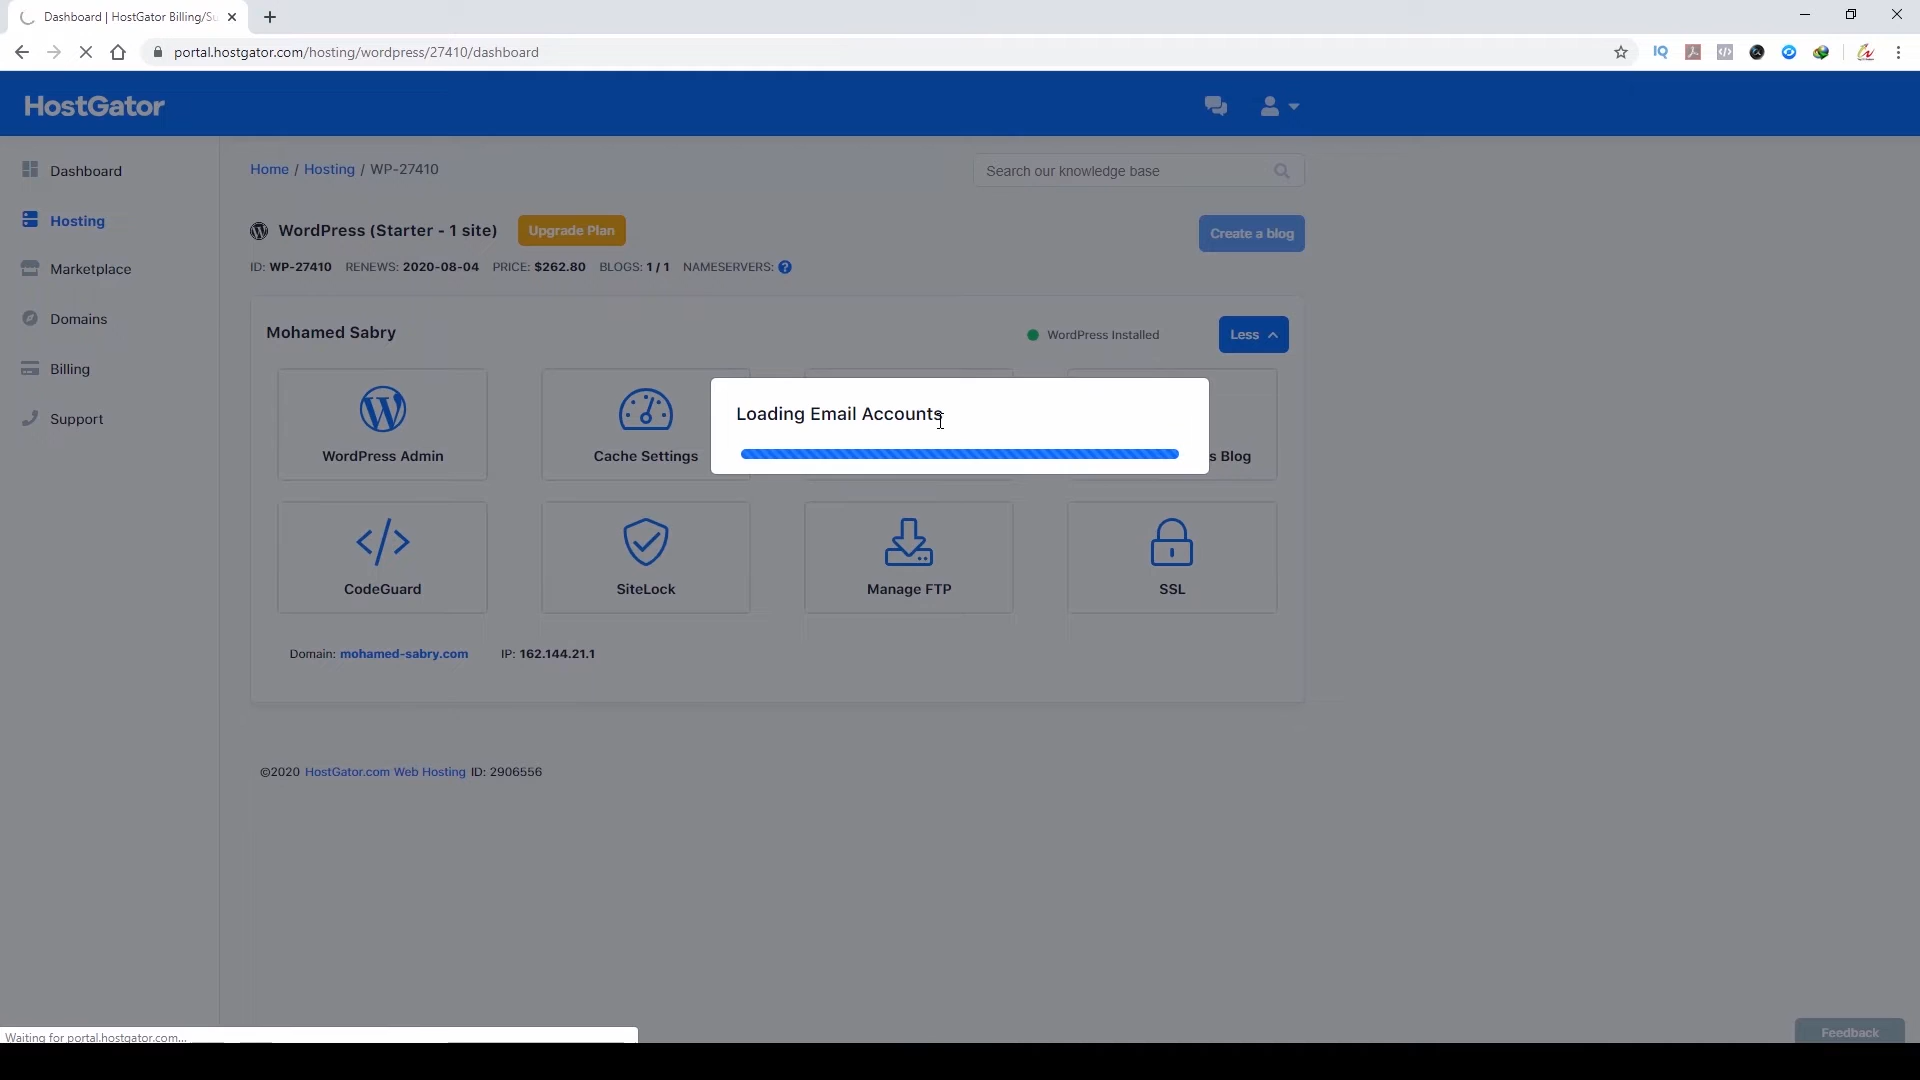 Dashboard | HostGator Billing/Su
portal.hostgator.com/hosting/wordpress/27410/dashboard
HostGator
Dashboard
Hosting
Marketplace
Domains
Billing
Support
Home / Hosting / WP-27410
Search our knowledge base
WordPress (Starter - 1 site)
Upgrade Plan
Create a blog
ID: WP-27410 RENEWS: 2020-08-04 PRICE: $262.80 BLOGS: 1 / 1 NAMESERVERS: ?
Mohamed Sabry
WordPress Installed
Less
Loading Email Accounts
WordPress Admin
Cache Settings
s Blog
CodeGuard
SiteLock
Manage FTP
SSL
Domain: mohamed-sabry.com IP: 162.144.21.1
©2020 HostGator.com Web Hosting ID: 2906556
Feedback
Waiting for portal.hostgator.com...